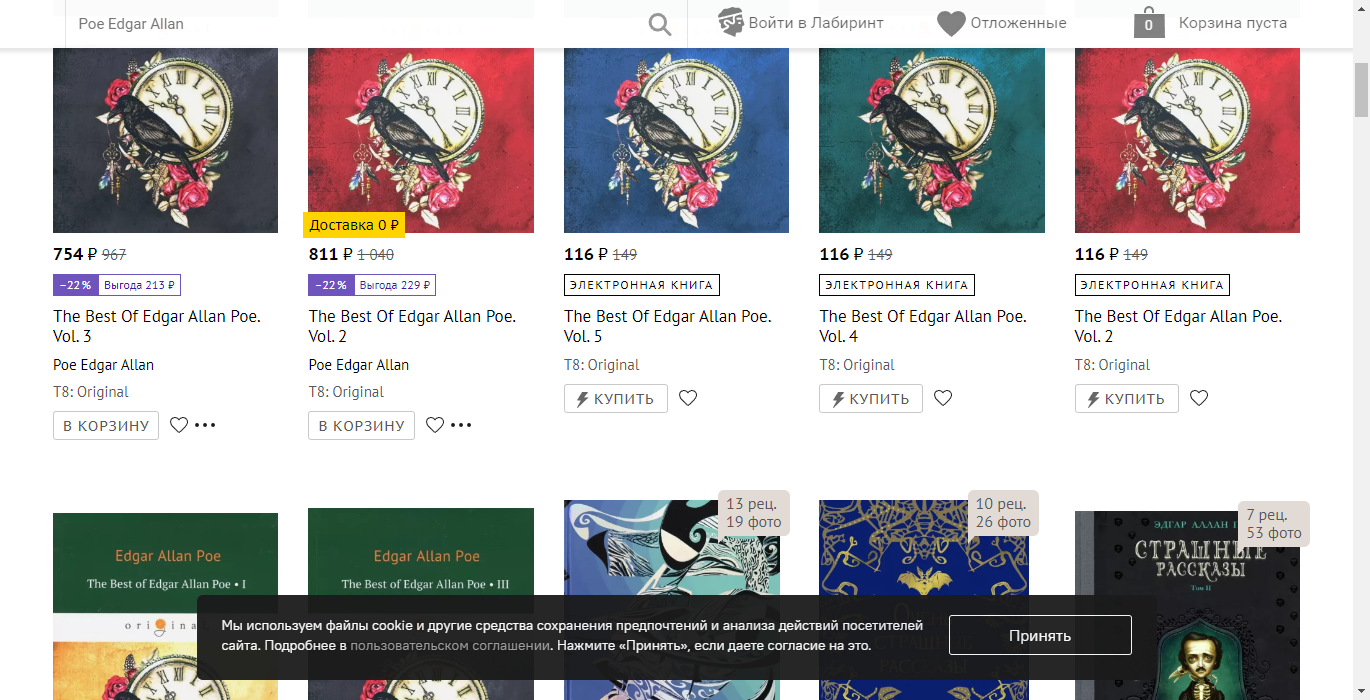 Poe Edgar Allan
Войти в Лабиринт
Отложенные
0
Корзина пуста
Доставка 0 ₽
754 ₽ 967
−22% Выгода 213 ₽
The Best Of Edgar Allan Poe.
Vol. 3
Poe Edgar Allan
T8: Original
В КОРЗИНУ
811 ₽ 1 040
−22% Выгода 229 ₽
The Best Of Edgar Allan Poe.
Vol. 2
Poe Edgar Allan
T8: Original
В КОРЗИНУ
116 ₽ 149
ЭЛЕКТРОННАЯ КНИГА
The Best Of Edgar Allan Poe.
Vol. 5
T8: Original
КУПИТЬ
116 ₽ 149
ЭЛЕКТРОННАЯ КНИГА
The Best Of Edgar Allan Poe.
Vol. 4
T8: Original
КУПИТЬ
116 ₽ 149
ЭЛЕКТРОННАЯ КНИГА
The Best Of Edgar Allan Poe.
Vol. 2
T8: Original
КУПИТЬ
Edgar Allan Poe
The Best of Edgar Allan Poe • I
Edgar Allan Poe
The Best of Edgar Allan Poe • III
13 рец.
19 фото
10 рец.
26 фото
7 рец.
53 фото
ЭДГАР АЛЛАН
СТРАШНЫЕ
РАССКАЗЫ
Том II
Мы используем файлы cookie и другие средства сохранения предпочтений и анализа действий посетителей
сайта. Подробнее в пользовательском соглашении. Нажмите «Принять», если даете согласие на это.
Принять